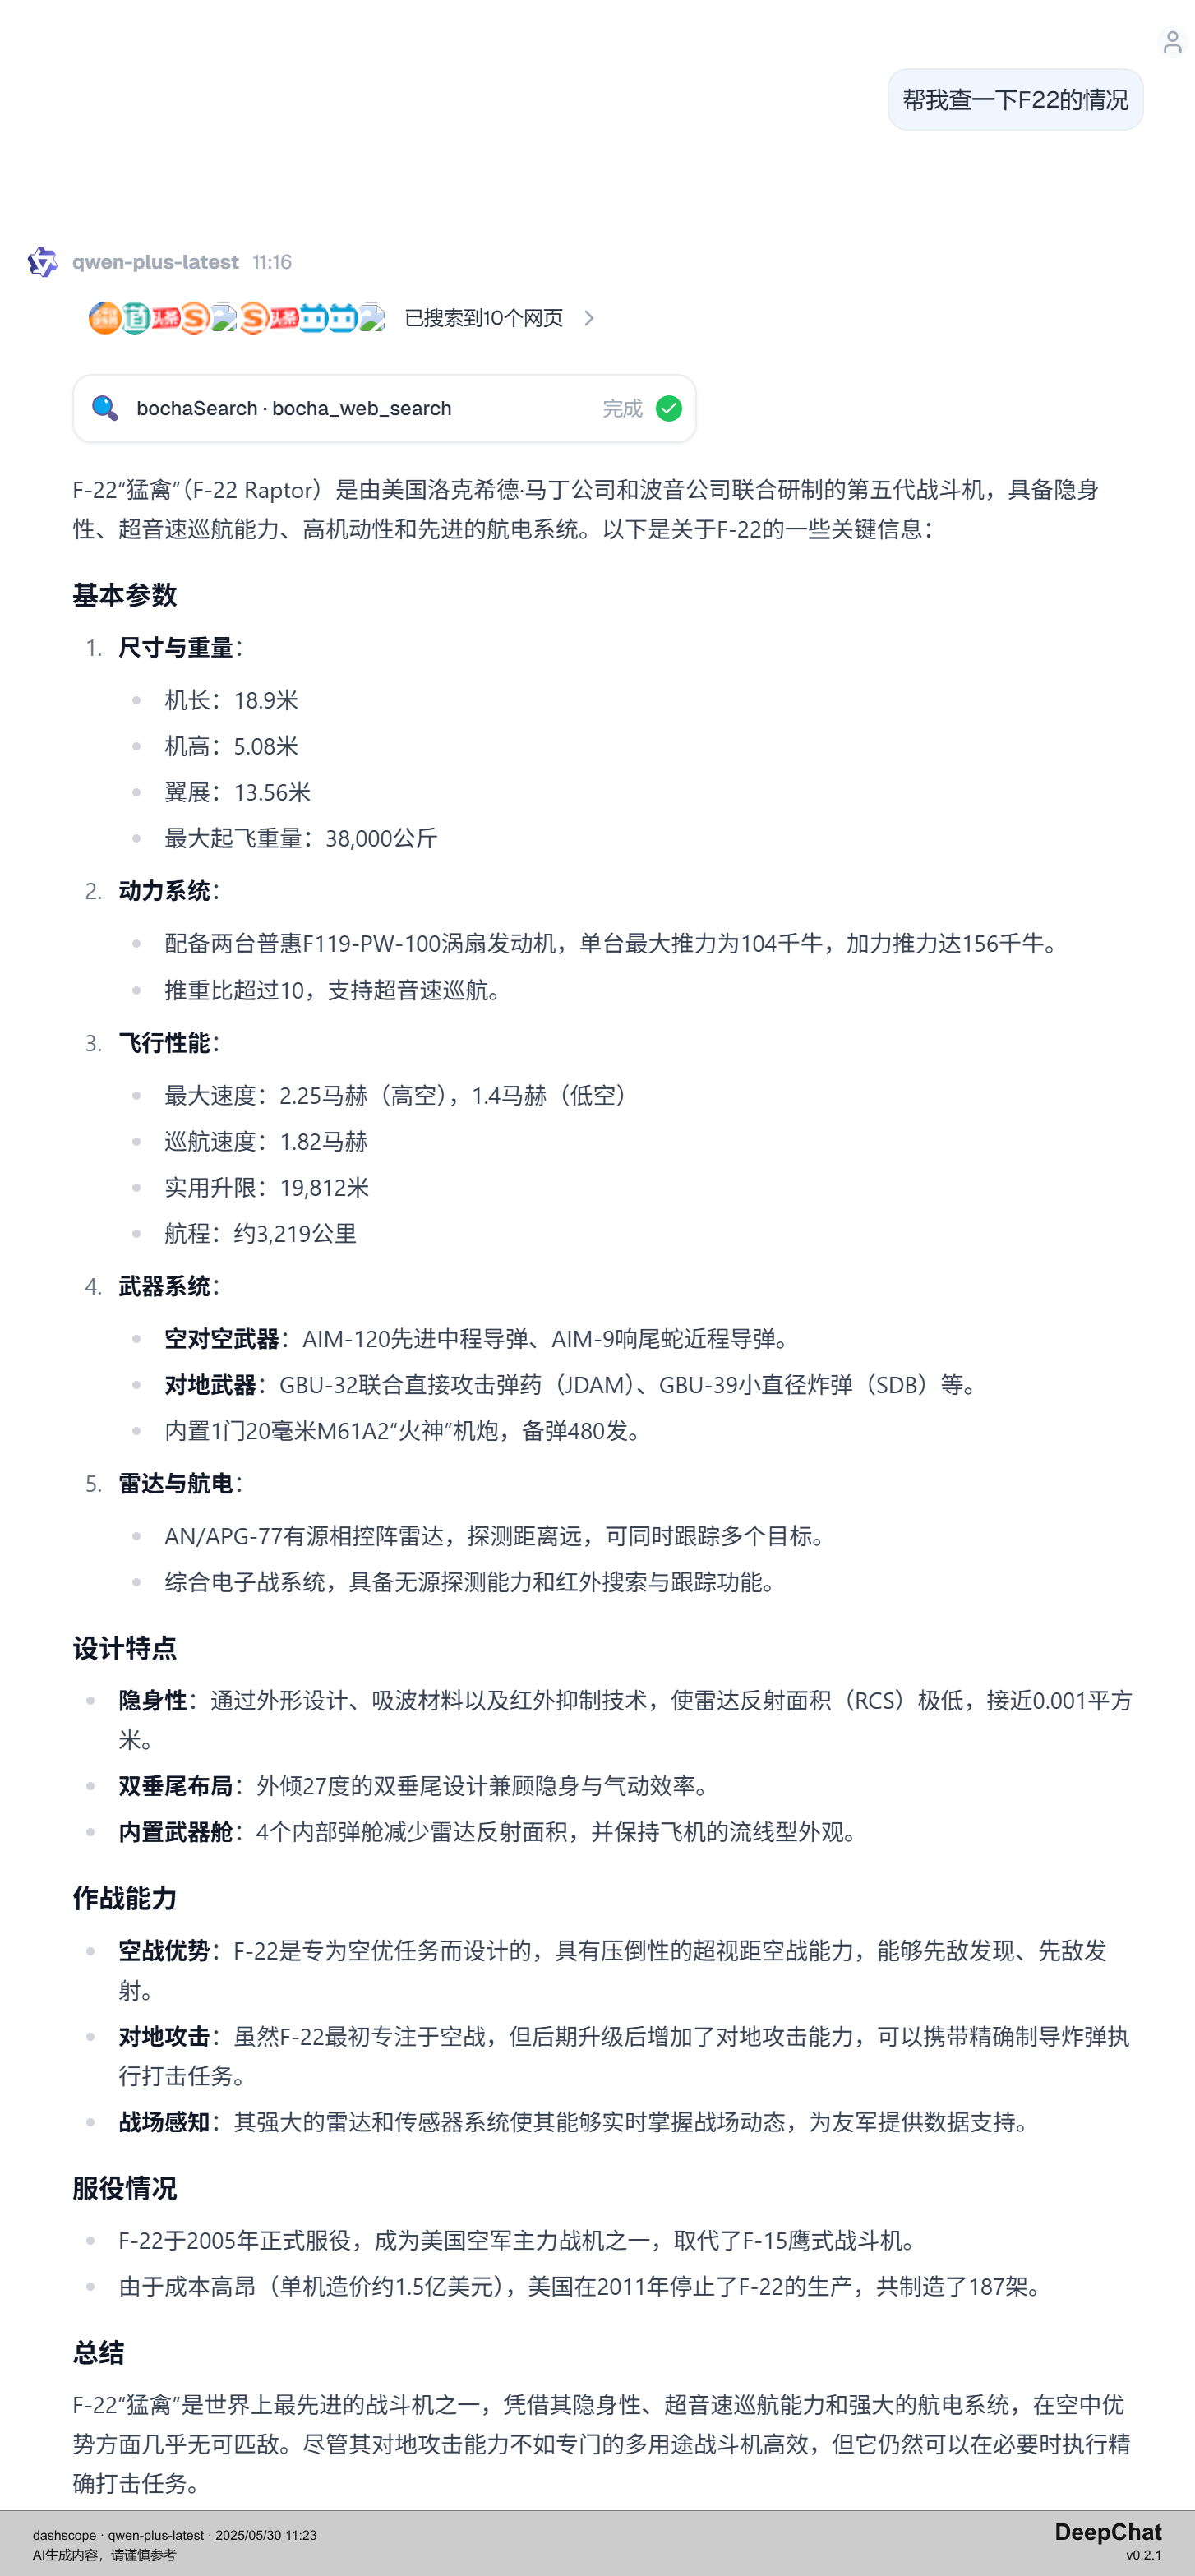 帮我查一下F22的情况
qwen-plus-latest 11:16
已搜索到10个网页
bochaSearch · bocha_web_search 完成
F-22“猛禽”（F-22 Raptor）是由美国洛克希德·马丁公司和波音公司联合研制的第五代战斗机，具备隐身
性、超音速巡航能力、高机动性和先进的航电系统。以下是关于F-22的一些关键信息：
基本参数
1. 尺寸与重量：
机长：18.9米
机高：5.08米
翼展：13.56米
最大起飞重量：38,000公斤
2. 动力系统：
配备两台普惠F119-PW-100涡扇发动机，单台最大推力为104千牛，加力推力达156千牛。
推重比超过10，支持超音速巡航。
3. 飞行性能：
最大速度：2.25马赫（高空），1.4马赫（低空）
巡航速度：1.82马赫
实用升限：19,812米
航程：约3,219公里
4. 武器系统：
空对空武器：AIM-120先进中程导弹、AIM-9响尾蛇近程导弹。
对地武器：GBU-32联合直接攻击弹药（JDAM）、GBU-39小直径炸弹（SDB）等。
内置1门20毫米M61A2“火神”机炮，备弹480发。
5. 雷达与航电：
AN/APG-77有源相控阵雷达，探测距离远，可同时跟踪多个目标。
综合电子战系统，具备无源探测能力和红外搜索与跟踪功能。
设计特点
隐身性：通过外形设计、吸波材料以及红外抑制技术，使雷达反射面积（RCS）极低，接近0.001平方
米。
双垂尾布局：外倾27度的双垂尾设计兼顾隐身与气动效率。
内置武器舱：4个内部弹舱减少雷达反射面积，并保持飞机的流线型外观。
作战能力
空战优势：F-22是专为空优任务而设计的，具有压倒性的超视距空战能力，能够先敌发现、先敌发
射。
对地攻击：虽然F-22最初专注于空战，但后期升级后增加了对地攻击能力，可以携带精确制导炸弹执
行打击任务。
战场感知：其强大的雷达和传感器系统使其能够实时掌握战场动态，为友军提供数据支持。
服役情况
F-22于2005年正式服役，成为美国空军主力战机之一，取代了F-15鹰式战斗机。
由于成本高昂（单机造价约1.5亿美元），美国在2011年停止了F-22的生产，共制造了187架。
总结
F-22“猛禽”是世界上最先进的战斗机之一，凭借其隐身性、超音速巡航能力和强大的航电系统，在空中优
势方面几乎无可匹敌。尽管其对地攻击能力不如专门的多用途战斗机高效，但它仍然可以在必要时执行精
确打击任务。
dashscope · qwen-plus-latest · 2025/05/30 11:23
AI生成内容，请谨慎参考
DeepChat
v0.2.1